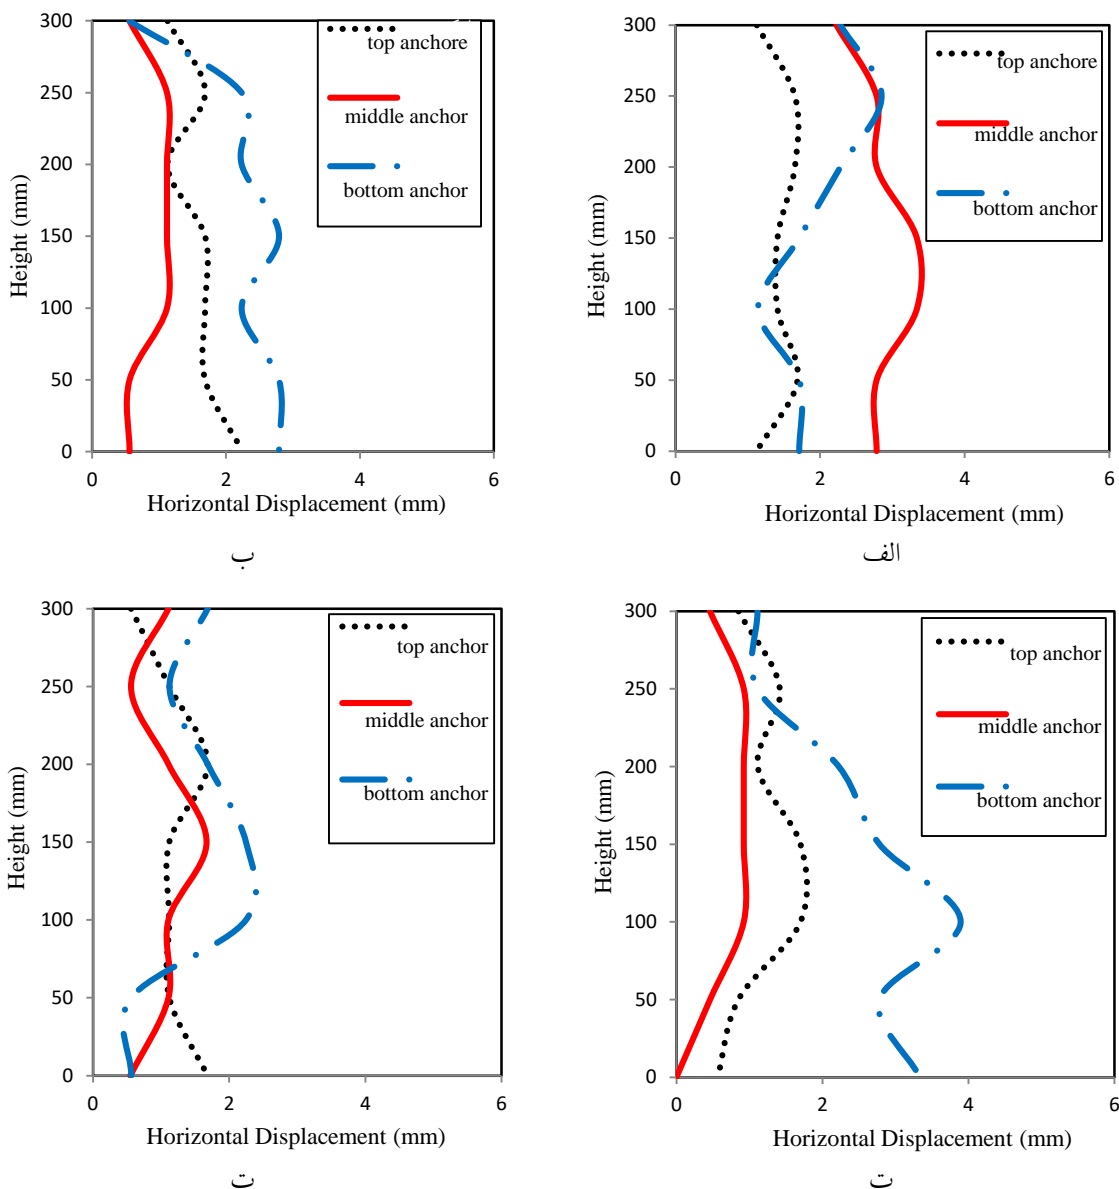 300
250
200
150
100
50
0
Height (mm)
top anchore
middle anchor
bottom anchor
0 2 4 6
Horizontal Displacement (mm)
ب
300
250
200
150
100
50
0
Height (mm)
top anchore
middle anchor
bottom anchor
0 2 4 6
Horizontal Displacement (mm)
الف
300
250
200
150
100
50
0
Height (mm)
top anchor
middle anchor
bottom anchor
0 2 4 6
Horizontal Displacement (mm)
ت
300
250
200
150
100
50
0
Height (mm)
top anchor
middle anchor
bottom anchor
0 2 4 6
Horizontal Displacement (mm)
ت